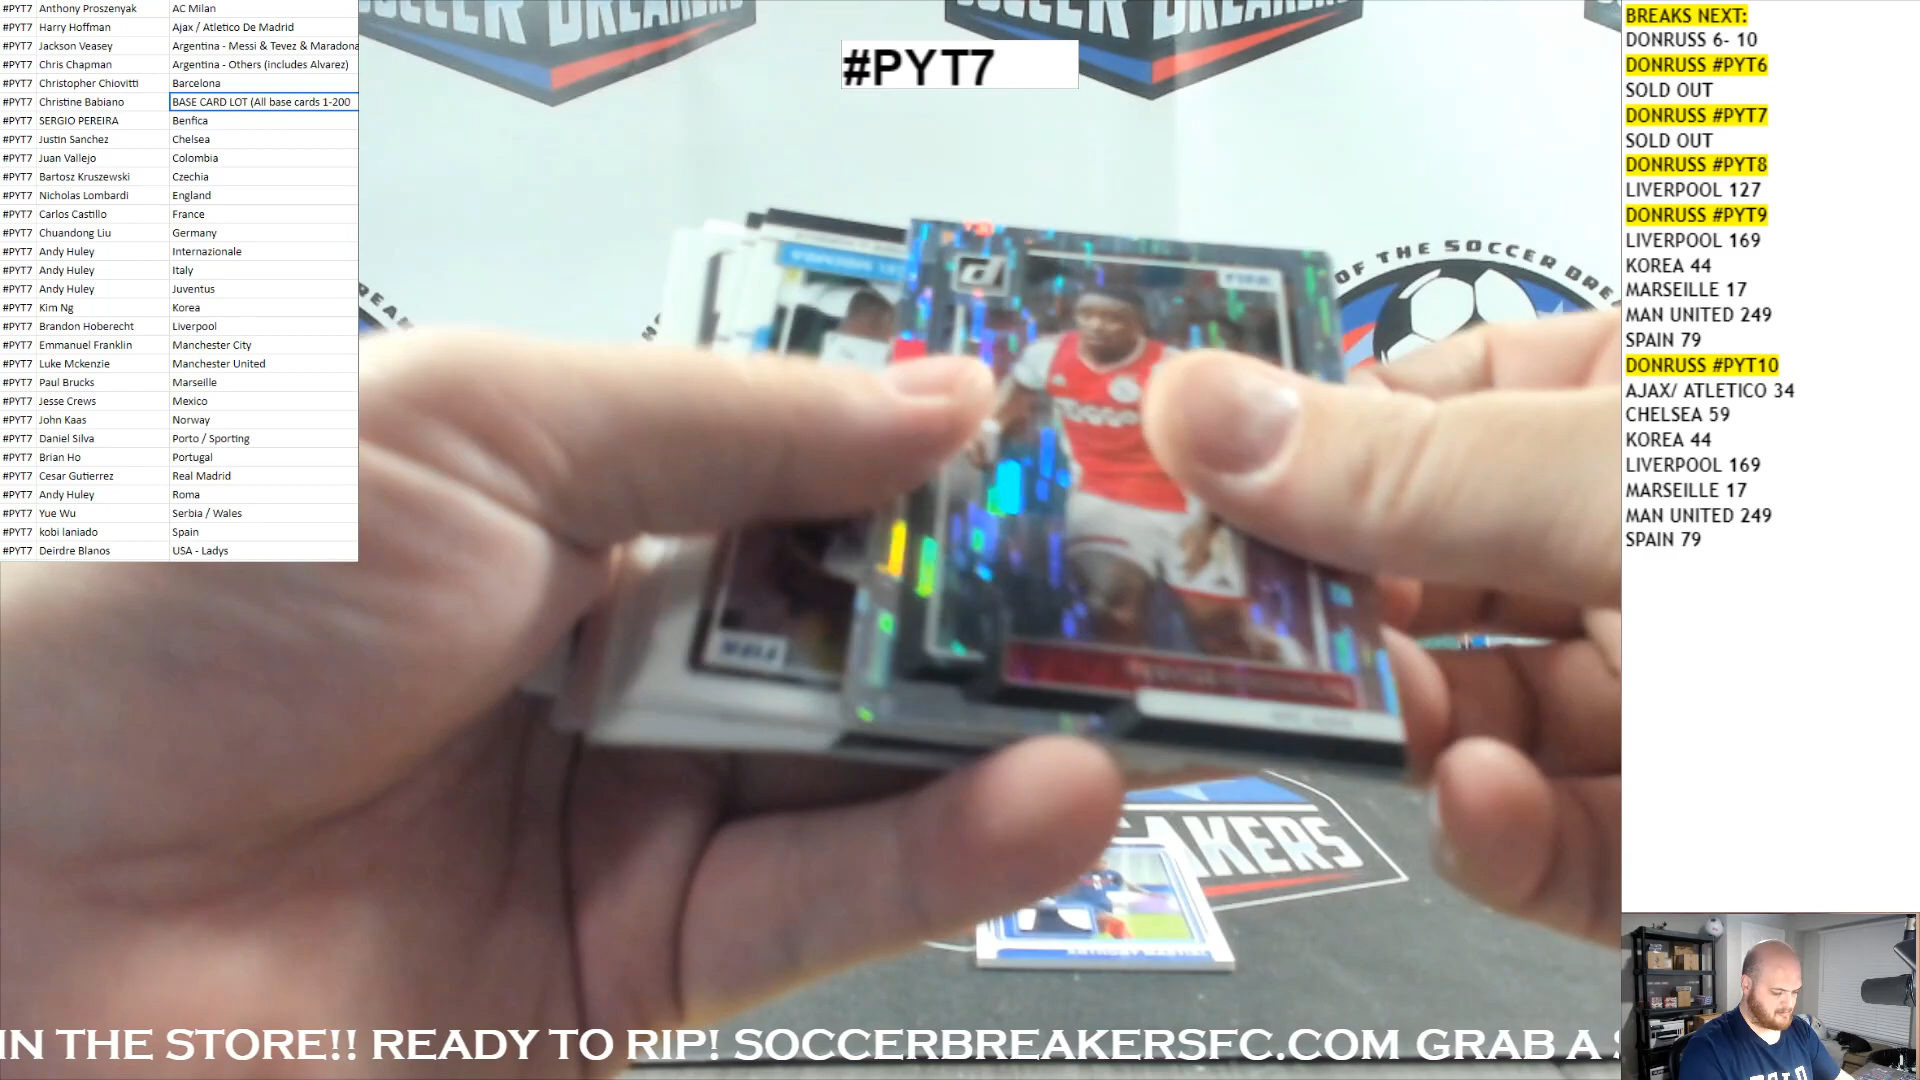 #PYT7 Anthony Proszenyak AC Milan
#PYT7 Harry Hoffman Ajax / Atletico De Madrid
#PYT7 Jackson Veasey Argentina - Messi & Tevez & Maradona
#PYT7 Chris Chapman Argentina - Others (includes Alvarez)
#PYT7 Christopher Chiovitti Barcelona
#PYT7 Christine Babiano BASE CARD LOT (All base cards 1-200
#PYT7 SERGIO PEREIRA Benfica
#PYT7 Justin Sanchez Chelsea
#PYT7 Juan Vallejo Colombia
#PYT7 Bartosz Kruszewski Czechia
#PYT7 Nicholas Lombardi England
#PYT7 Carlos Castillo France
#PYT7 Chuandong Liu Germany
#PYT7 Andy Huley Internazionale
#PYT7 Andy Huley Italy
#PYT7 Andy Huley Juventus
#PYT7 Kim Ng Korea
#PYT7 Brandon Hoberecht Liverpool
#PYT7 Emmanuel Franklin Manchester City
#PYT7 Luke Mckenzie Manchester United
#PYT7 Paul Brucks Marseille
#PYT7 Jesse Crews Mexico
#PYT7 John Kaas Norway
#PYT7 Daniel Silva Porto / Sporting
#PYT7 Brian Ho Portugal
#PYT7 Cesar Gutierrez Real Madrid
#PYT7 Andy Huley Roma
#PYT7 Yue Wu Serbia / Wales
#PYT7 kobi laniado Spain
#PYT7 Deirdre Blanos USA - Ladys
SOCCER BREAKERS
#PYT7
OF THE SOCCER BREA
AKERS
BREAKS NEXT:
DONRUSS 6- 10
DONRUSS #PYT6
SOLD OUT
DONRUSS #PYT7
SOLD OUT
DONRUSS #PYT8
LIVERPOOL 127
DONRUSS #PYT9
LIVERPOOL 169
KOREA 44
MARSEILLE 17
MAN UNITED 249
SPAIN 79
DONRUSS #PYT10
AJAX/ ATLETICO 34
CHELSEA 59
KOREA 44
LIVERPOOL 169
MARSEILLE 17
MAN UNITED 249
SPAIN 79
IN THE STORE!! READY TO RIP! SOCCERBREAKERSFC.COM GRAB A